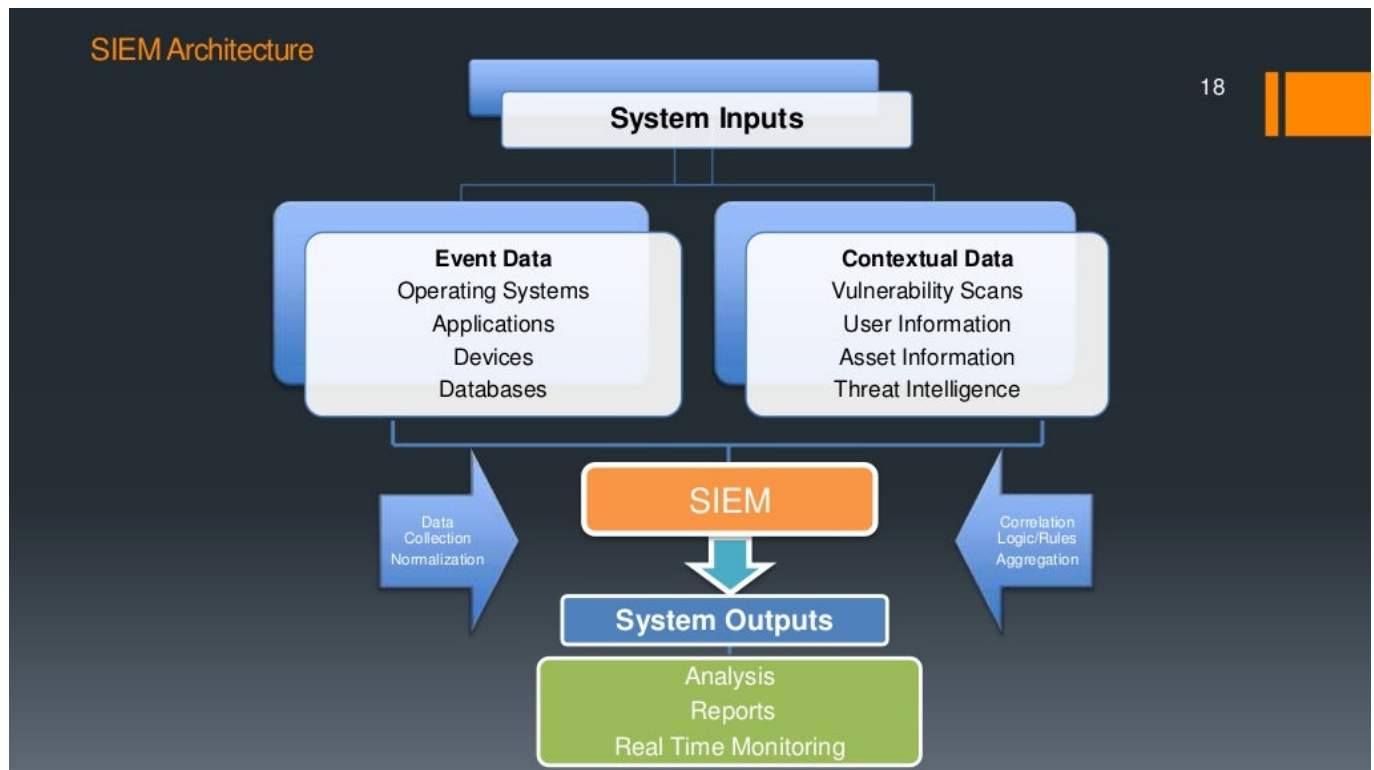 SIEM Architecture
18
System Inputs
Event Data
Operating Systems
Applications
Devices
Databases
Contextual Data
Vulnerability Scans
User Information
Asset Information
Threat Intelligence
SIEM
Data
Collection
Normalization
Correlation
Logic/Rules
Aggregation
System Outputs
Analysis
Reports
Real Time Monitoring